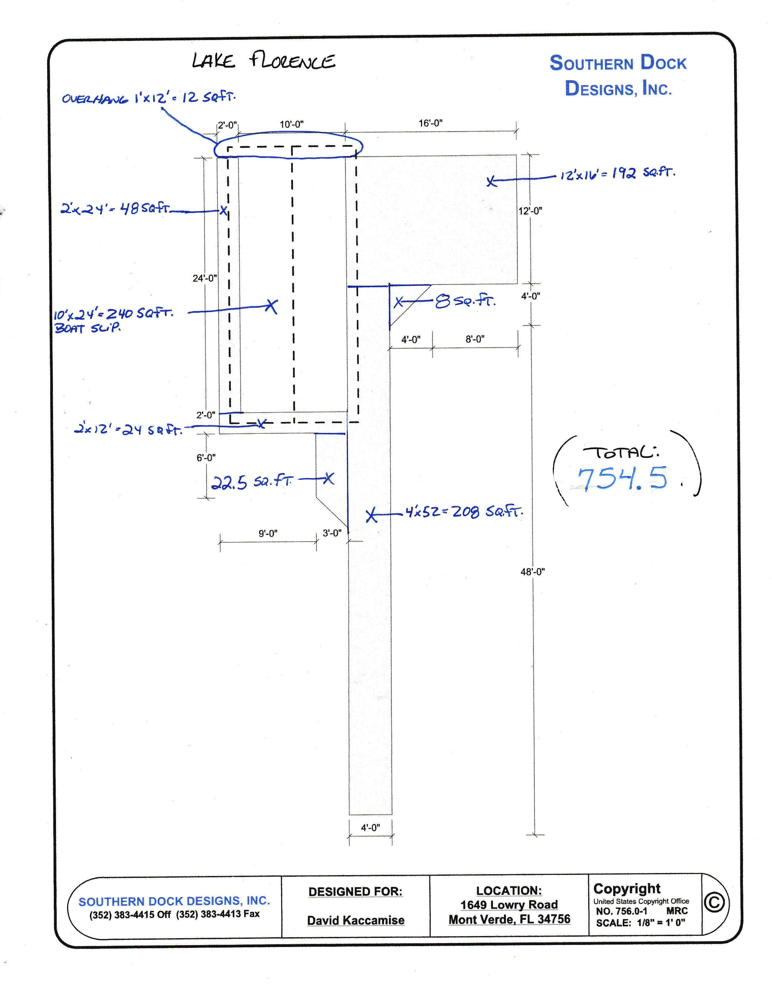 LAKE FLORENCE
SOUTHERN DOCK
DESIGNS, INC.
OVERHANG 1'x12' = 12 SQFT.
2'-0"
10'-0"
16'-0"
12'x16' = 192 SQ.FT.
2'x24' = 48 SQFT.
12'-0"
24'-0"
4'-0"
8 SQ.FT.
10'x24' = 240 SQFT.
BOAT SLIP.
4'-0"
8'-0"
2'-0"
2'x12' = 24 SQFT.
6'-0"
TOTAL:
754.5.
22.5 SQ.FT.
4'x52 = 208 SQ.FT.
9'-0"
3'-0"
48'-0"
4'-0"
SOUTHERN DOCK DESIGNS, INC.
(352) 383-4415 Off (352) 383-4413 Fax
DESIGNED FOR:
David Kaccamise
LOCATION:
1649 Lowry Road
Mont Verde, FL 34756
Copyright
United States Copyright Office
NO. 756.0-1 MRC
SCALE: 1/8" = 1' 0"
©